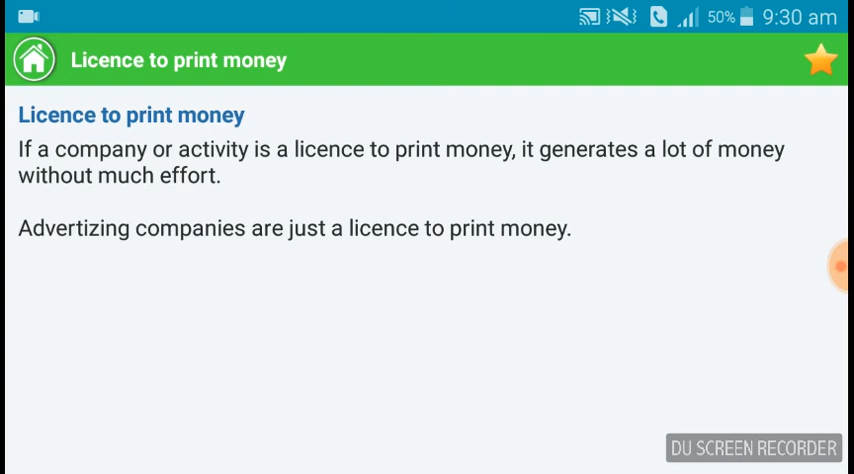 50% 9:30 am
Licence to print money
Licence to print money
If a company or activity is a licence to print money, it generates a lot of money
without much effort.
Advertizing companies are just a licence to print money.
DU SCREEN RECORDER